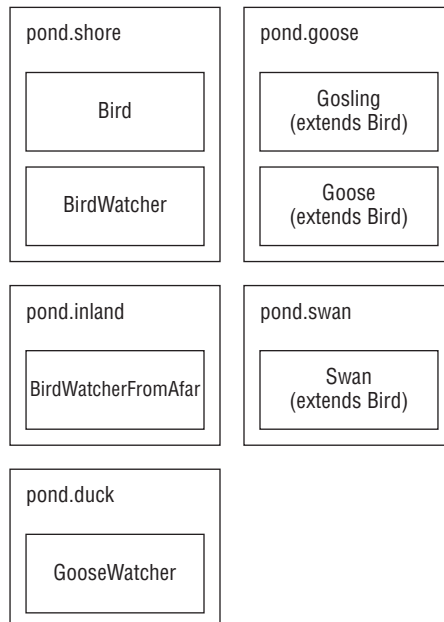 pond.shore
Bird
BirdWatcher
pond.goose
Gosling
(extends Bird)
Goose
(extends Bird)
pond.inland
BirdWatcherFromAfar
pond.swan
Swan
(extends Bird)
pond.duck
GooseWatcher